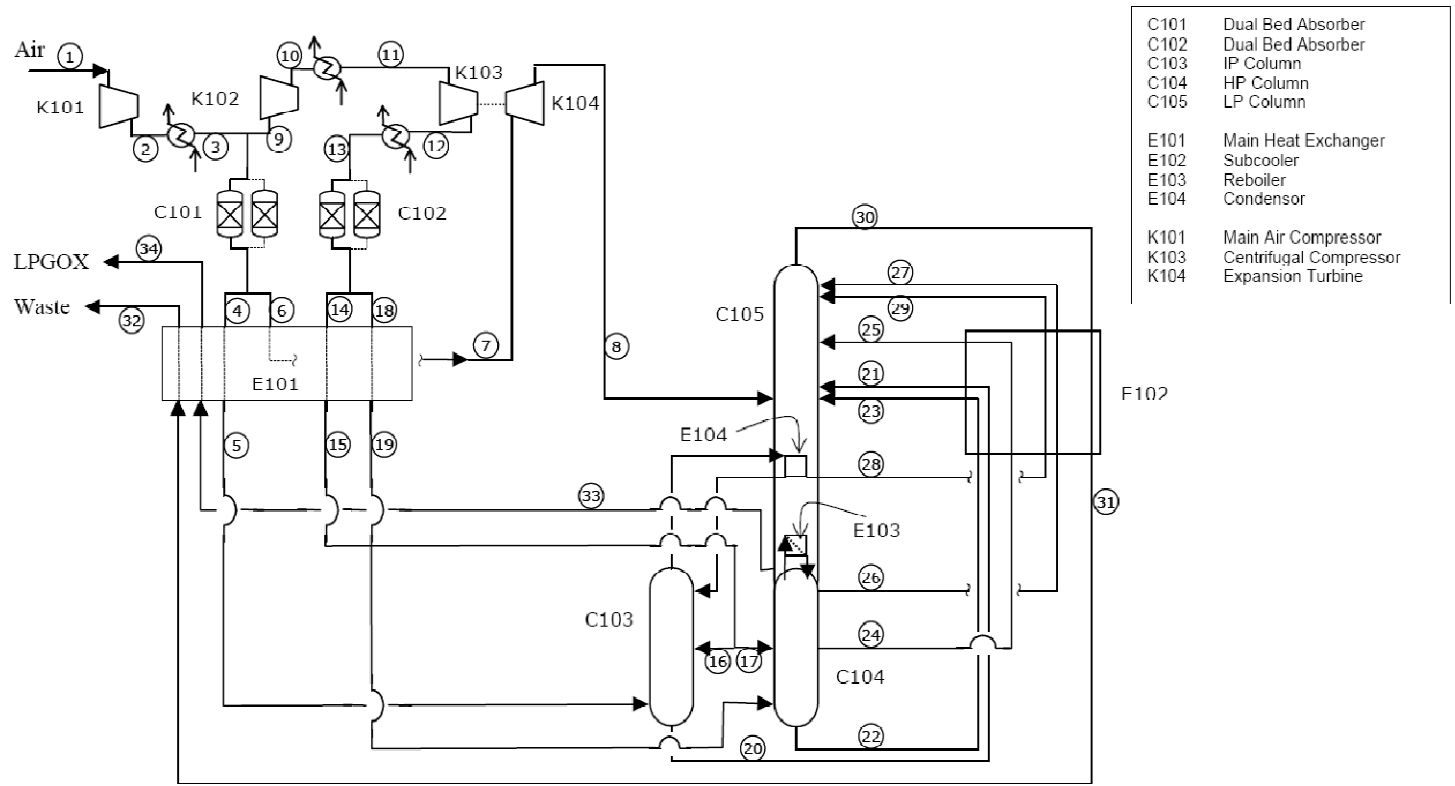 Air
1
K101
2
3
K102
9
10
11
K103
K104
12
13
C101
C102
LPGOX
34
Waste
32
4
6
14
18
E101
7
8
5
15
19
33
30
C105
27
29
25
21
23
E102
E104
28
31
E103
26
C103
16
17
24
C104
20
22
C101 Dual Bed Absorber
C102 Dual Bed Absorber
C103 IP Column
C104 HP Column
C105 LP Column
E101 Main Heat Exchanger
E102 Subcooler
E103 Reboiler
E104 Condensor
K101 Main Air Compressor
K103 Centrifugal Compressor
K104 Expansion Turbine